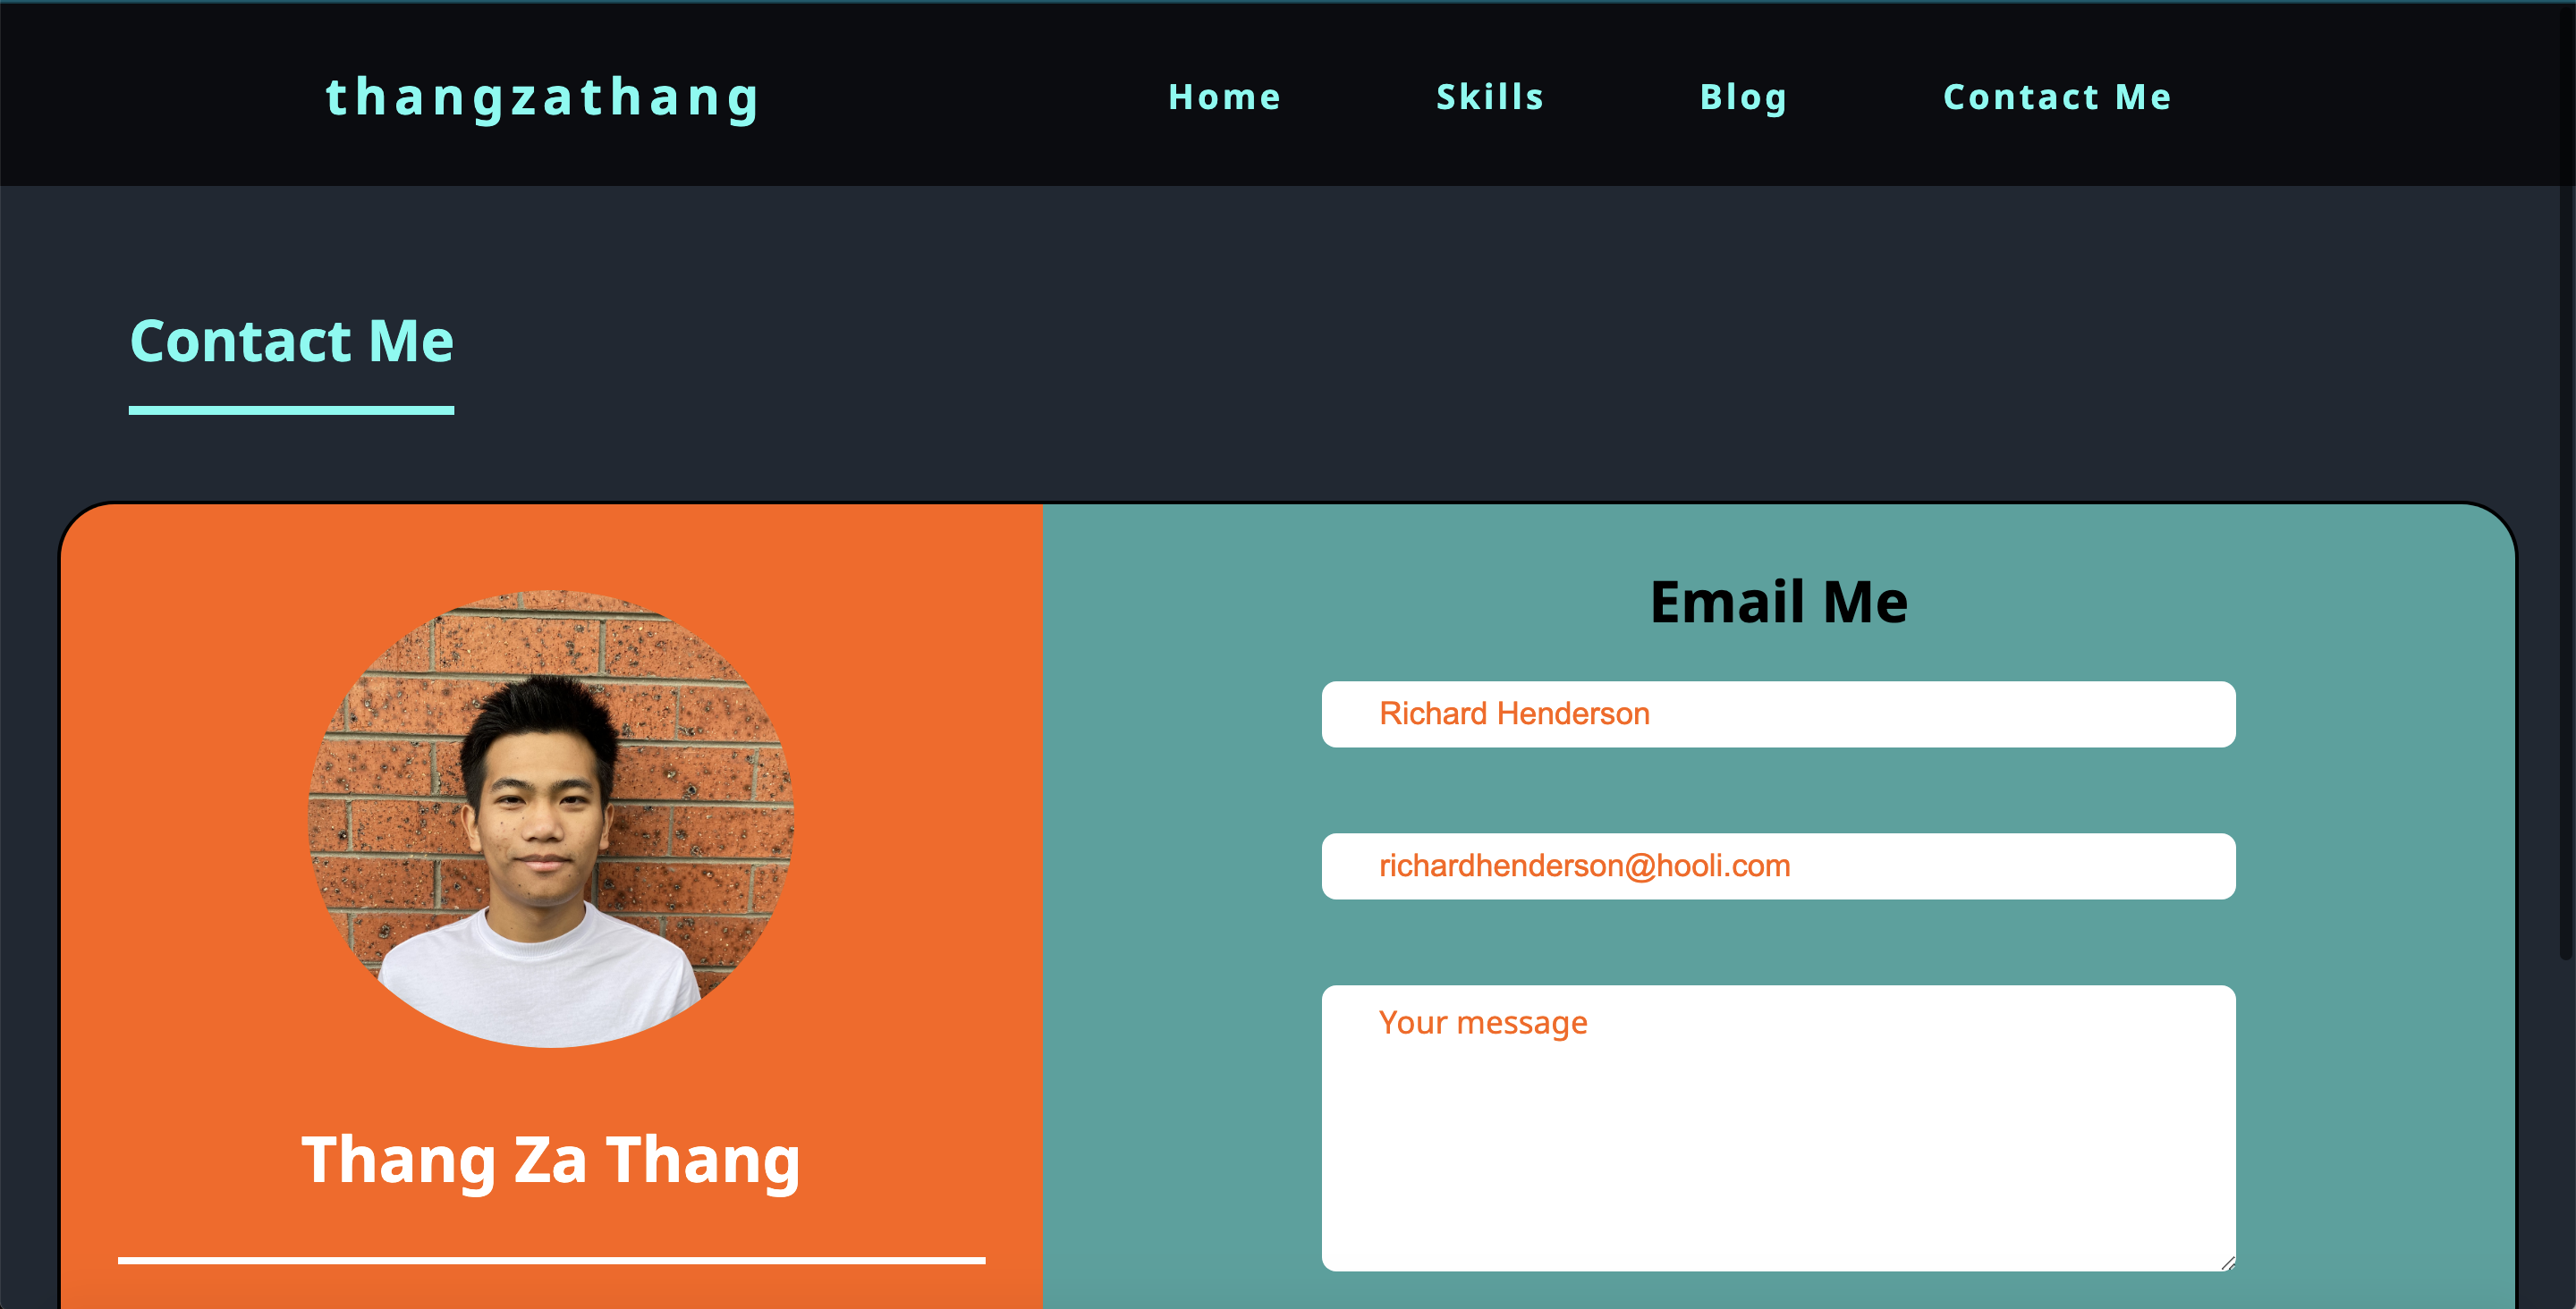 thangzathang
Home Skills Blog Contact Me
Contact Me
Thang Za Thang
Email Me
Richard Henderson
richardhenderson@hooli.com
Your message